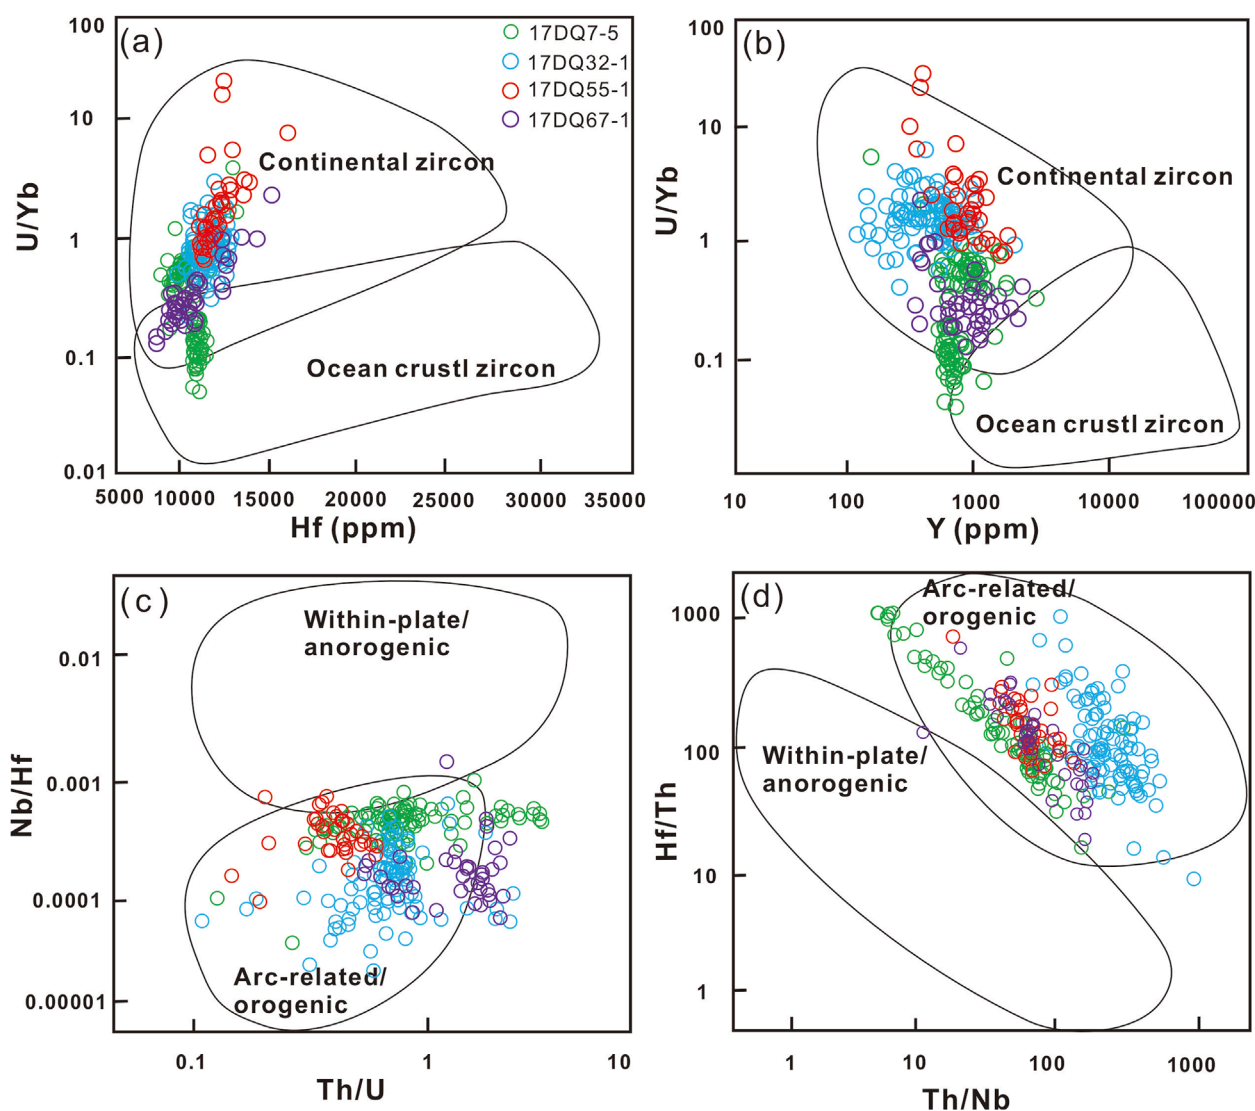 (a)
17DQ7-5
17DQ32-1
17DQ55-1
17DQ67-1
100
10
1
0.1
0.01
U/Yb
Continental zircon
Ocean crustl zircon
5000 10000 15000 20000 25000 30000 35000
Hf (ppm)
(b)
100
10
1
0.1
0.01
U/Yb
Continental zircon
Ocean crustl zircon
10 100 1000 10000 100000
Y (ppm)
(c)
0.01
0.001
0.0001
0.00001
Nb/Hf
Within-plate/
anorogenic
Arc-related/
orogenic
0.1 1 10
Th/U
(d)
1000
100
10
1
Hf/Th
Arc-related/
orogenic
Within-plate/
anorogenic
1 10 100 1000
Th/Nb